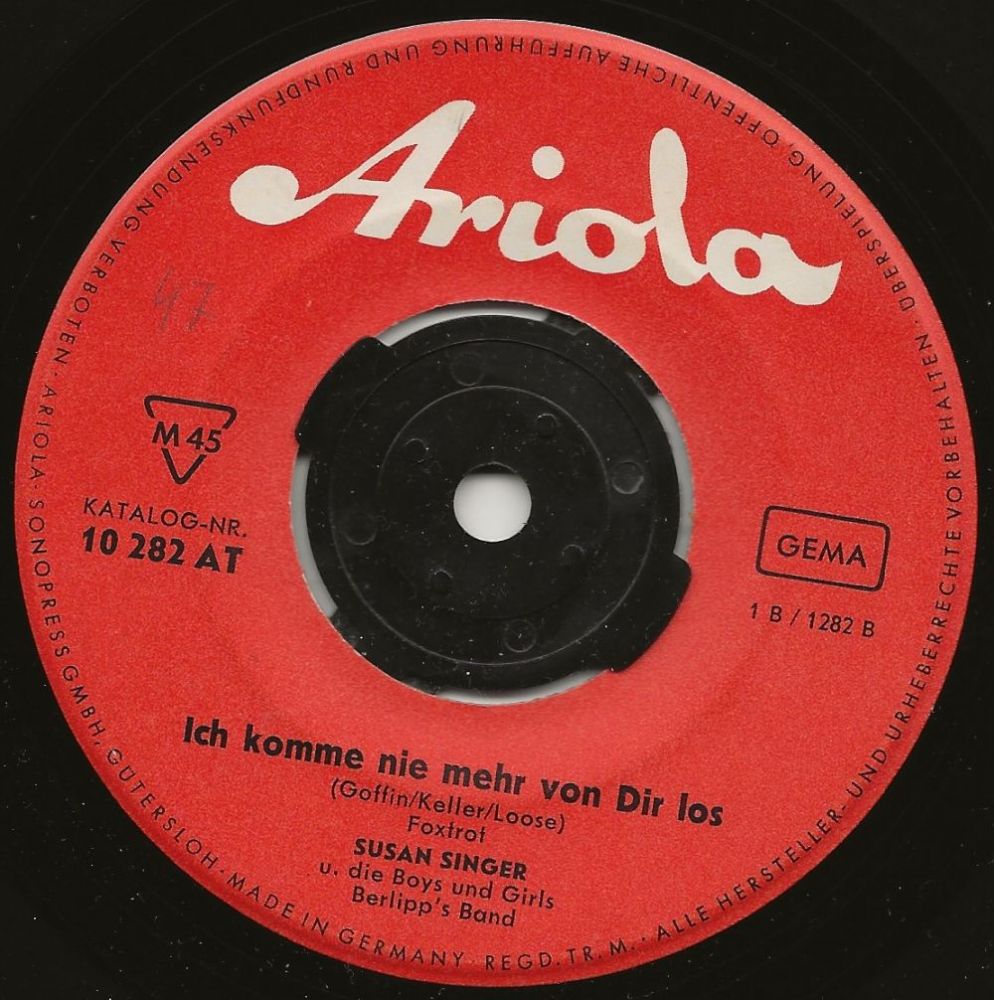 Ariola
47
M 45
KATALOG-NR.
10 282 AT
GEMA
1 B / 1282 B
Ich komme nie mehr von Dir los
(Goffin/Keller/Loose)
Foxtrot
SUSAN SINGER
u. die Boys und Girls
Berlipp's Band
ARIOLA-SONOPRESS GMBH, GÜTERSLOH · MADE IN GERMANY REGD. TR. M. · ALLE HERSTELLER- UND URHEBERRECHTE VORBEHALTEN · ÜBERSPIELUNG, ÖFFENTLICHE AUFFÜHRUNG UND RUNDFUNKSENDUNG VERBOTEN ·